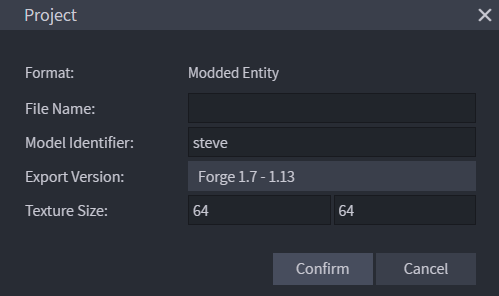 Project
Format: Modded Entity
File Name:
Model Identifier: steve
Export Version: Forge 1.7 - 1.13
Texture Size: 64 64
Confirm Cancel